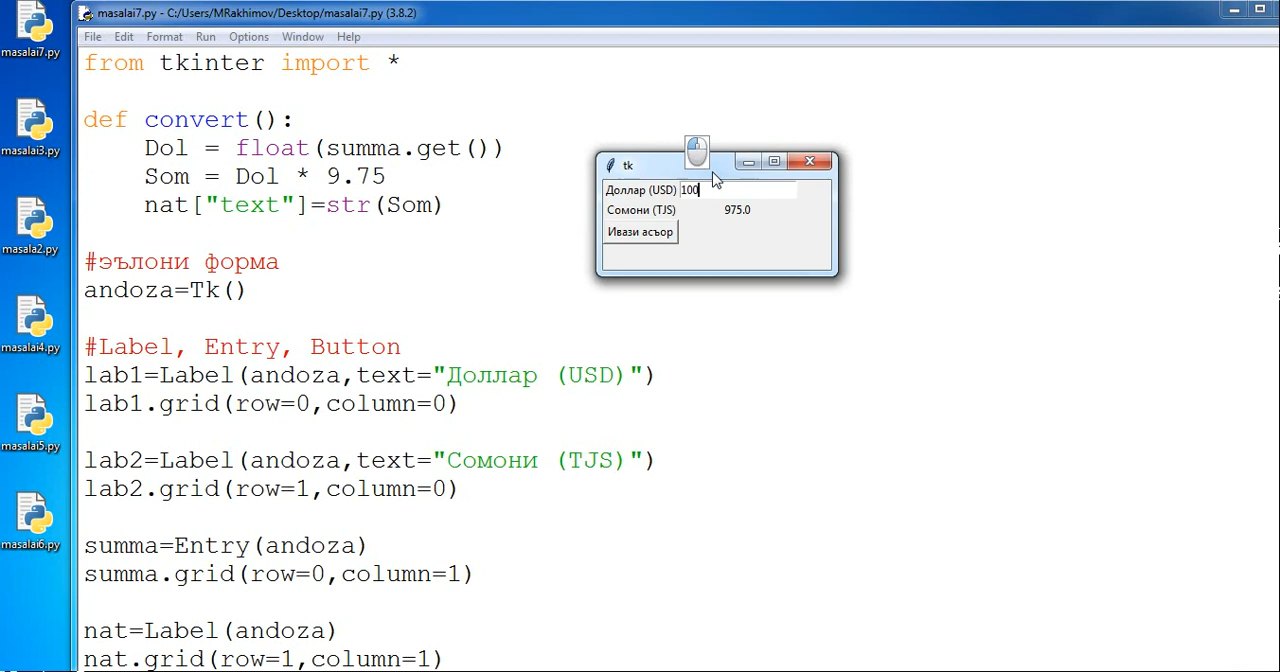 masalai7.py - C:/Users/MRakhimov/Desktop/masalai7.py (3.8.2)
File Edit Format Run Options Window Help
from tkinter import *
def convert():
Dol = float(summa.get())
Som = Dol * 9.75
nat["text"]=str(Som)
#эълони форма
andoza=Tk()
#Label, Entry, Button
lab1=Label(andoza,text="Доллар (USD)")
lab1.grid(row=0,column=0)
lab2=Label(andoza,text="Сомони (TJS)")
lab2.grid(row=1,column=0)
summa=Entry(andoza)
summa.grid(row=0,column=1)
nat=Label(andoza)
nat.grid(row=1,column=1)
tk
Доллар (USD) 100
Сомони (TJS) 975.0
Ивази асъор
masalai7.py
masalai3.py
masala2.py
masalai4.py
masalai5.py
masalai6.py